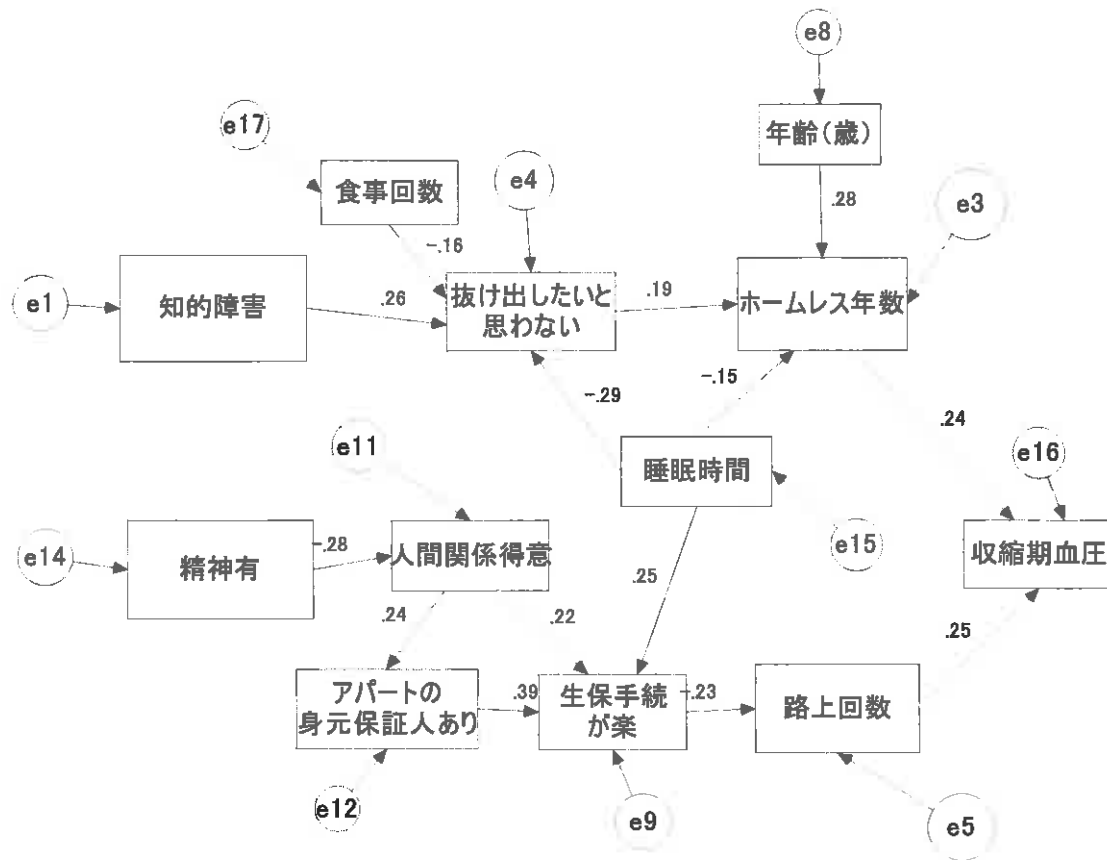 e8
e17
年齢(歳)
食事回数
e4
.28
e3
-.16
e1
知的障害
.26
抜け出したいと
思わない
.19
ホームレス年数
-.15
-.29
.24
e11
睡眠時間
e16
e14
精神有
-.28
人間関係得意
e15
収縮期血圧
.25
.24
.22
.25
アパートの
身元保証人あり
.39
生保手続
が楽
-.23
路上回数
e12
e9
e5